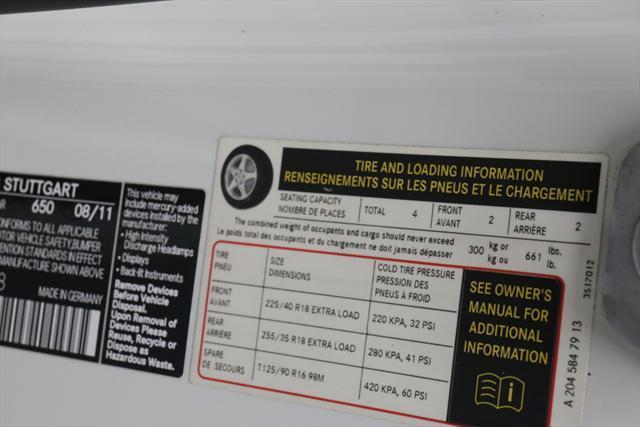 STUTTGART
650 08/11
CONFORMS TO ALL APPLICABLE
VEHICLE SAFETY, BUMPER
STANDARDS IN EFFECT
MANUFACTURE SHOWN ABOVE
MADE IN GERMANY
This vehicle may
include mercury-added
devices installed by the
manufacturer:
• High Intensity
Discharge Headlamps
• Displays
• Back-lit Instruments
Remove Devices
Before Vehicle
Disposal.
Upon Removal of
Devices Please
Reuse, Recycle or
Dispose as
Hazardous Waste.
TIRE AND LOADING INFORMATION
RENSEIGNEMENTS SUR LES PNEUS ET LE CHARGEMENT
SEATING CAPACITY
NOMBRE DE PLACES
TOTAL 4
FRONT
AVANT
2
REAR
ARRIÈRE
2
The combined weight of occupants and cargo should never exceed
Le poids total des occupants et du chargement ne doit jamais dépasser
300 kg or
kg ou
661 lbs.
lb.
TIRE
PNEU
SIZE
DIMENSIONS
COLD TIRE PRESSURE
PRESSION DES
PNEUS À FROID
FRONT
AVANT
225/40 R18 EXTRA LOAD
220 KPA, 32 PSI
REAR
ARRIÈRE
255/35 R18 EXTRA LOAD
280 KPA, 41 PSI
SPARE
DE SECOURS
T125/90 R16 98M
420 KPA, 60 PSI
SEE OWNER'S
MANUAL FOR
ADDITIONAL
INFORMATION
i
3517012
A 204 584 79 13